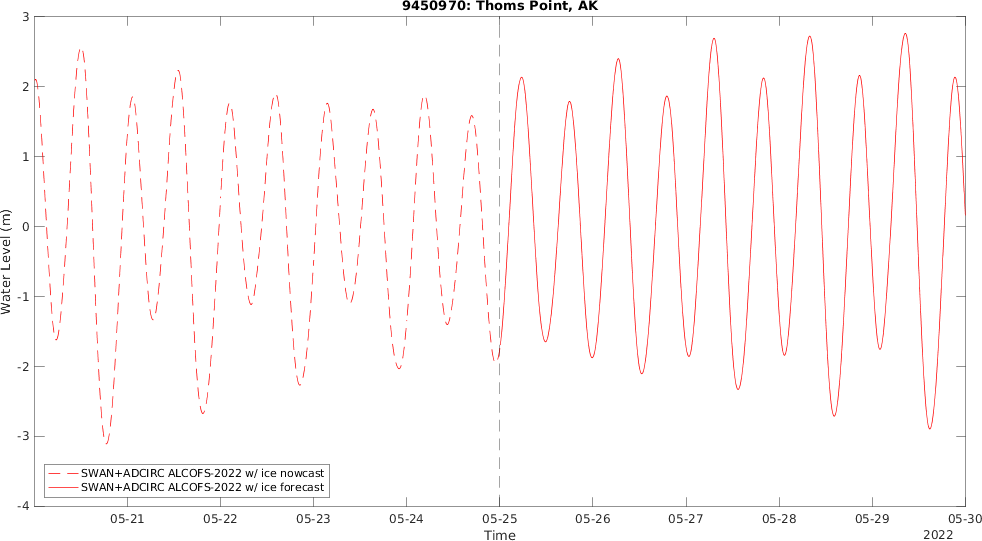 9450970: Thoms Point, AK
3
2
1
0
-1
-2
-3
-4
Water Level (m)
SWAN+ADCIRC ALCOFS-2022 w/ ice nowcast
SWAN+ADCIRC ALCOFS-2022 w/ ice forecast
05-21 05-22 05-23 05-24 05-25 05-26 05-27 05-28 05-29 05-30
Time
2022